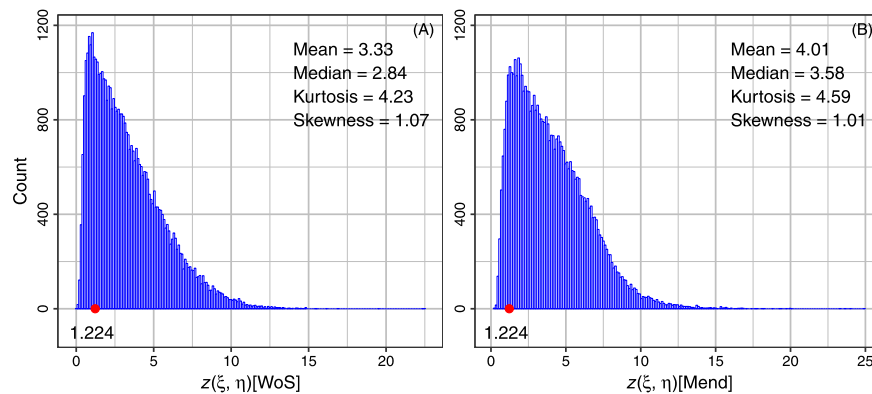 (A)
Mean = 3.33
Median = 2.84
Kurtosis = 4.23
Skewness = 1.07
Count
1200
800
400
0
1.224
0 5 10 15 20
z(ξ, η)[WoS]
(B)
Mean = 4.01
Median = 3.58
Kurtosis = 4.59
Skewness = 1.01
1200
800
400
0
1.224
0 5 10 15 20 25
z(ξ, η)[Mend]